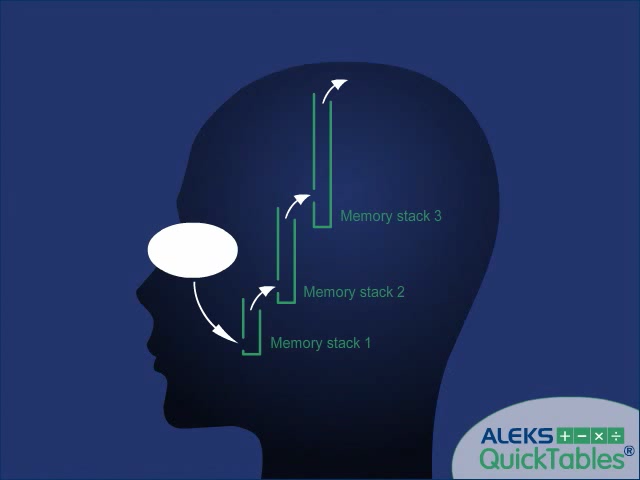 Memory stack 3
Memory stack 2
Memory stack 1
ALEKS + − × ÷
QuickTables®